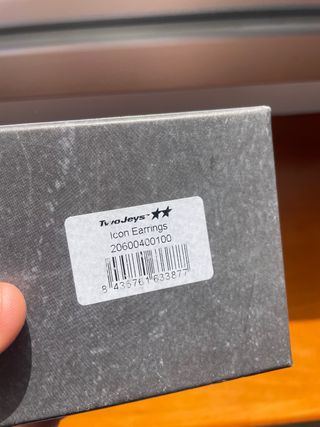 TwoJeys ★★
Icon Earrings
20600400100
8 435761 633877